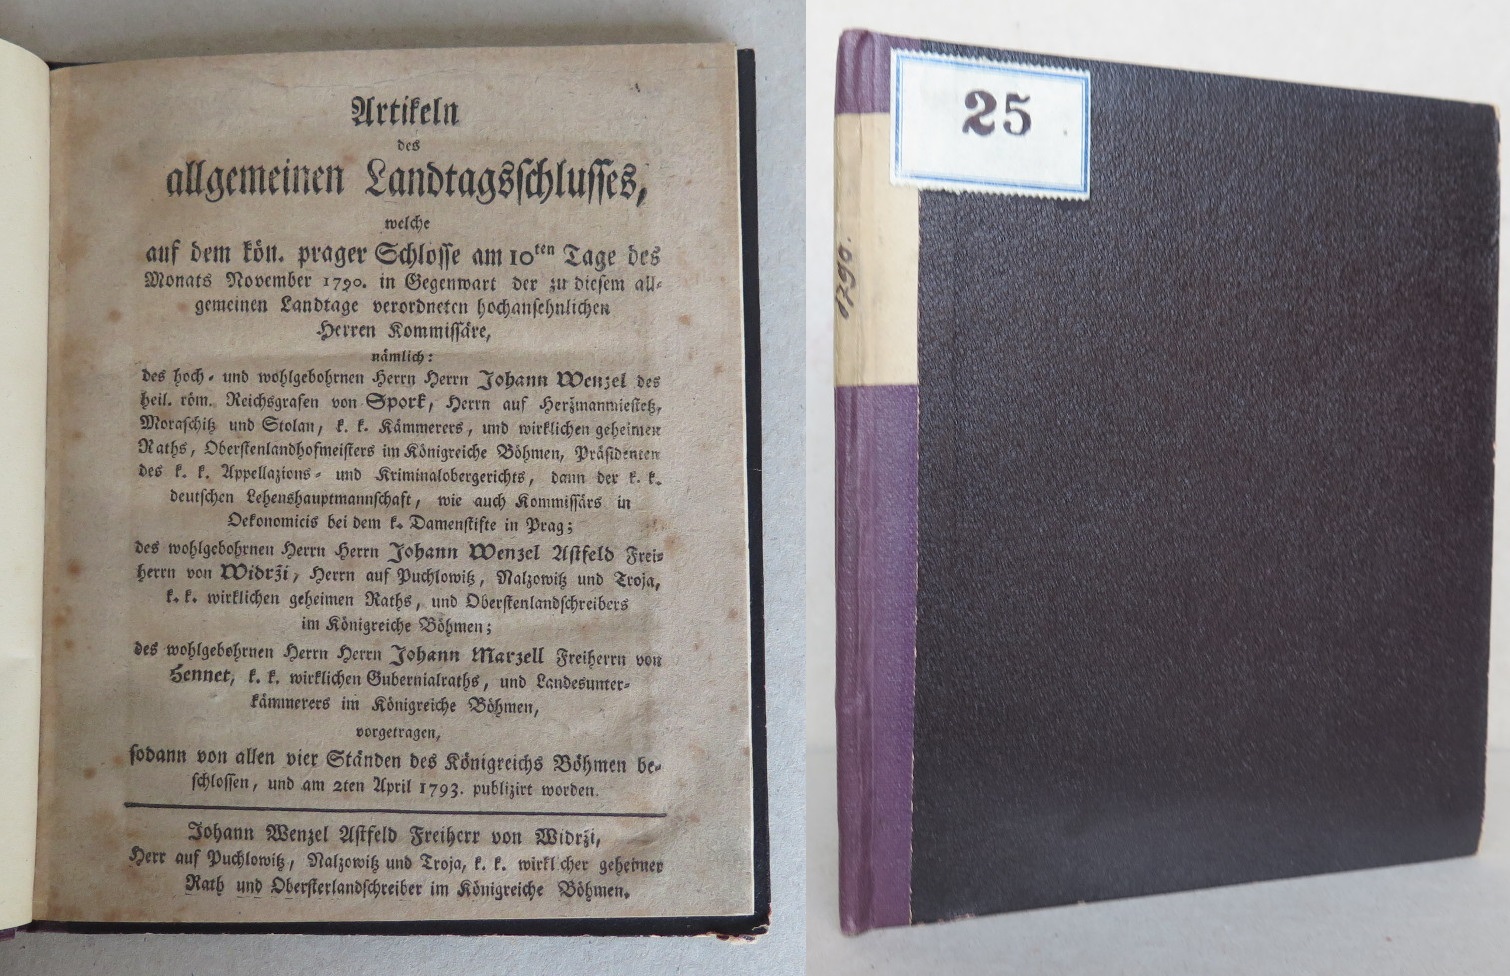 Artikeln
des
allgemeinen Landtagsschlusses,
welche
auf dem kön. prager Schlosse am 10ten Tage des
Monats November 1790. in Gegenwart der zu diesem all-
gemeinen Landtage verordneten hochansehnlichen
Herren Kommissäre,
nämlich:
des hoch- und wohlgebohrnen Herrn Herrn Johann Wenzel des
heil. röm. Reichsgrafen von Spork, Herrn auf Heržmanmiestetz,
Moraschitz und Stolan, k. k. Kämmerers, und wirklichen geheimen
Raths, Oberstenlandhofmeisters im Königreiche Böhmen, Präsidenten
des k. k. Appellazions- und Kriminalobergerichts, dann der k. k.
deutschen Lehenshauptmannschaft, wie auch Kommissärs in
Oekonomicis bei dem k. Damenstifte in Prag;
des wohlgebohrnen Herrn Herrn Johann Wenzel Astfeld Frei-
herrn von Widrži, Herrn auf Puchlowitz, Nalzowitz und Troja,
k. k. wirklichen geheimen Raths, und Oberstenlandschreibers
im Königreiche Böhmen;
des wohlgebohrnen Herrn Herrn Johann Marzell Freiherrn von
Hennet, k. k. wirklichen Gubernialraths, und Landesunter-
kämmerers im Königreiche Böhmen,
vorgetragen,
sodann von allen vier Ständen des Königreichs Böhmen be-
schlossen, und am 2ten April 1793. publizirt worden.
Johann Wenzel Astfeld Freiherr von Widrži,
Herr auf Puchlowitz, Nalzowitz und Troja, k. k. wirklicher geheimer
Rath und Obersterlandschreiber im Königreiche Böhmen.
25
1790.